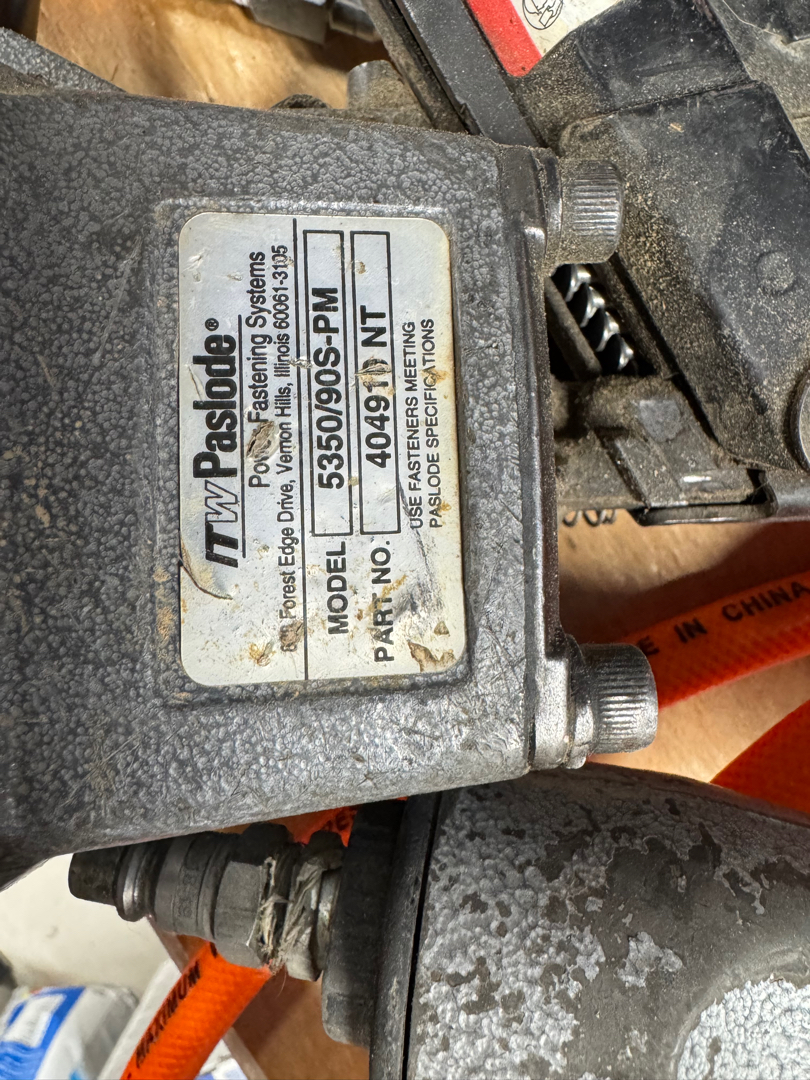 ITW Paslode®
Power Fastening Systems
Forest Edge Drive, Vernon Hills, Illinois 60061-3105
MODEL 5350/90S-PM
PART NO. NT
USE FASTENERS MEETING
PASLODE SPECIFICATIONS
IN CHINA
MAXIMUM